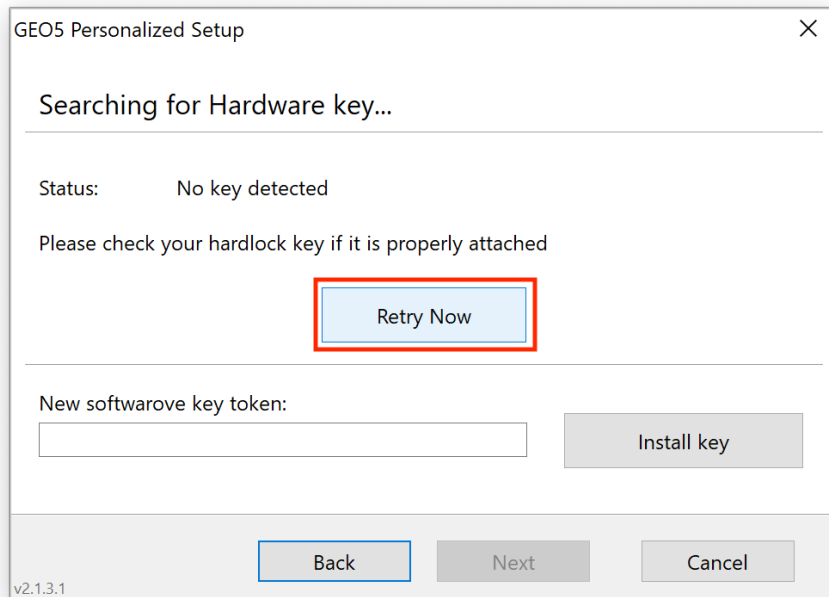 GEO5 Personalized Setup
Searching for Hardware key...
Status: No key detected
Please check your hardlock key if it is properly attached
Retry Now
New softwarove key token:
Install key
Back Next Cancel
v2.1.3.1